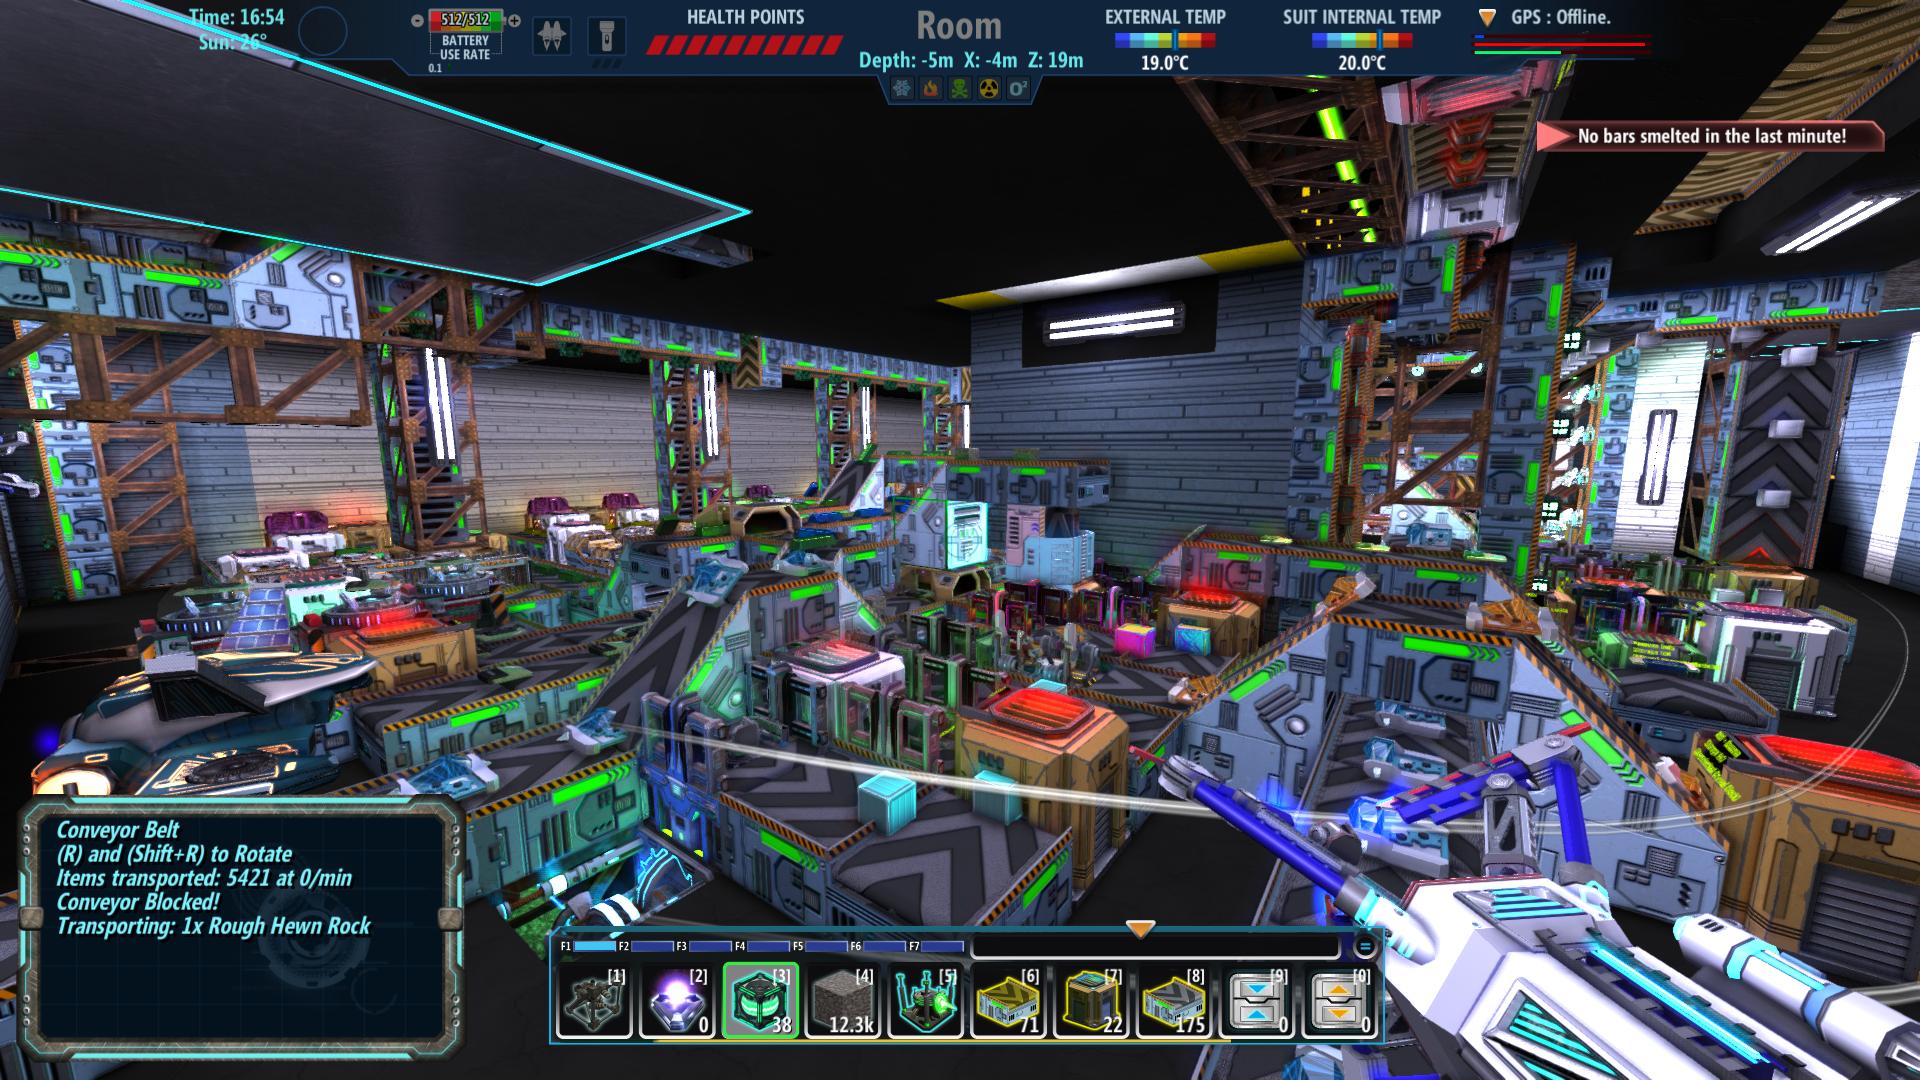 Time: 16:54
Sun: 26°
512/512
BATTERY
USE RATE
0.1
HEALTH POINTS
Room
Depth: -5m X: -4m Z: 19m
EXTERNAL TEMP
19.0°C
SUIT INTERNAL TEMP
20.0°C
GPS : Offline.
No bars smelted in the last minute!
Conveyor Belt
(R) and (Shift+R) to Rotate
Items transported: 5421 at 0/min
Conveyor Blocked!
Transporting: 1x Rough Hewn Rock
F1 F2 F3 F4 F5 F6 F7
[1] [2] [3] [4] [5] [6] [7] [8] [9] [0]
0 38 12.3k 71 22 175 0 0